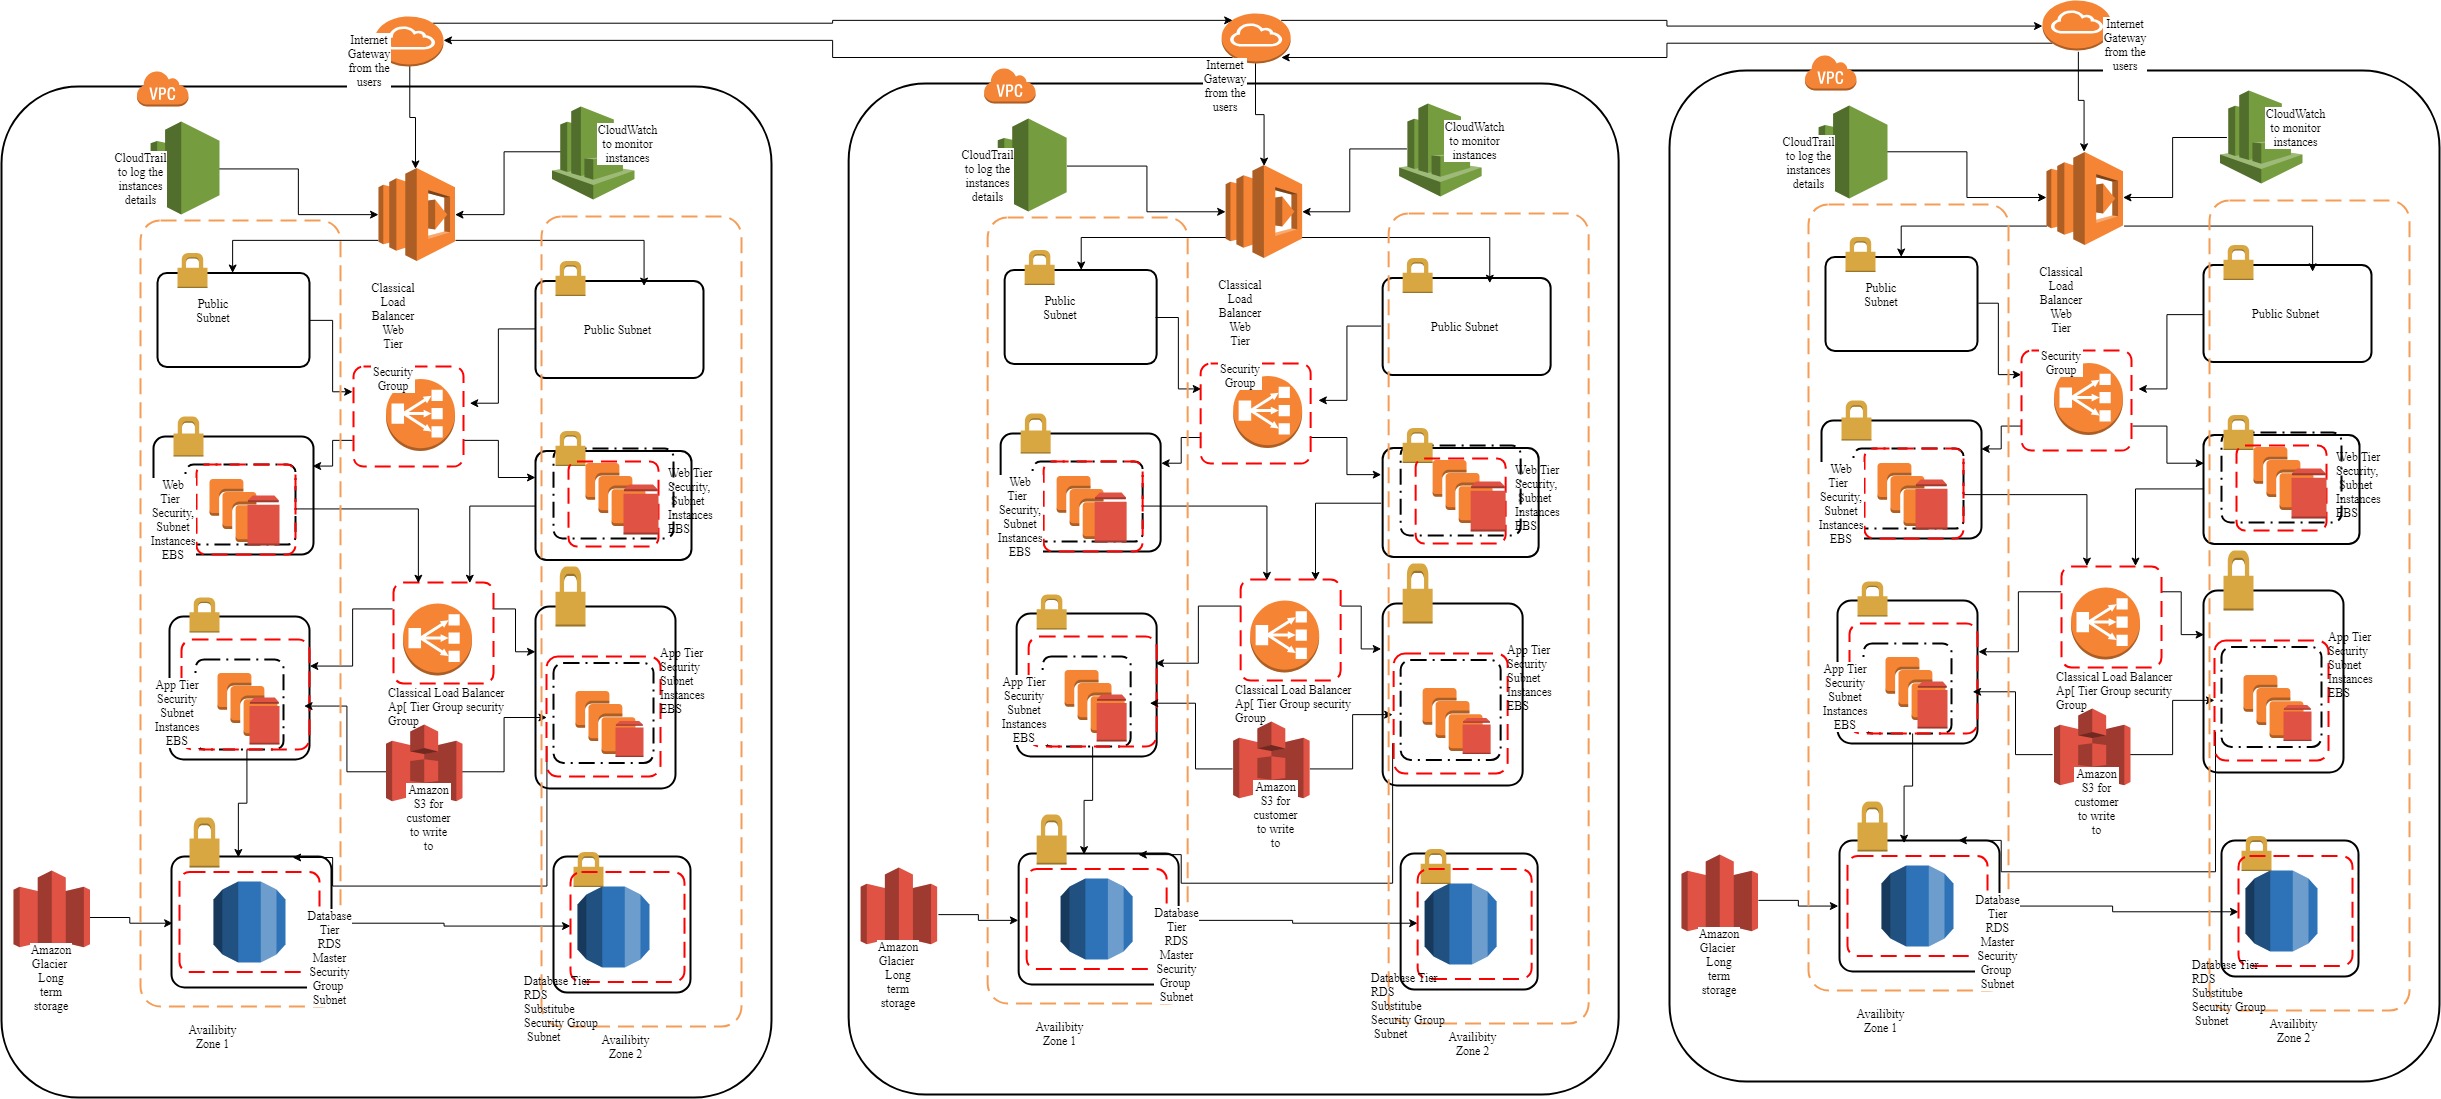 Internet
Gateway
from the
users
VPC
CloudTrail
to log the
instances
details
CloudWatch
to monitor
instances
Public
Subnet
Classical
Load
Balancer
Web
Tier
Public Subnet
Security
Group
Web
Tier
Security,
Subnet
Instances
EBS
Web Tier
Security,
Subnet
Instances
EBS
App Tier
Security
Subnet
Instances
EBS
Classical Load Balancer
Ap[ Tier Group security
Group
App Tier
Security
Subnet
Instances
EBS
Amazon
S3 for
customer
to write
to
Amazon
Glacier
Long
term
storage
Database
Tier
RDS
Master
Security
Group
Subnet
Database Tier
RDS
Substitube
Security Group
Subnet
Availibity
Zone 1
Availibity
Zone 2
Internet
Gateway
from the
users
VPC
CloudTrail
to log the
instances
details
CloudWatch
to monitor
instances
Public
Subnet
Classical
Load
Balancer
Web
Tier
Public Subnet
Security
Group
Web
Tier
Security,
Subnet
Instances
EBS
Web Tier
Security,
Subnet
Instances
EBS
App Tier
Security
Subnet
Instances
EBS
Classical Load Balancer
Ap[ Tier Group security
Group
App Tier
Security
Subnet
Instances
EBS
Amazon
S3 for
customer
to write
to
Amazon
Glacier
Long
term
storage
Database
Tier
RDS
Master
Security
Group
Subnet
Database Tier
RDS
Substitube
Security Group
Subnet
Availibity
Zone 1
Availibity
Zone 2
Internet
Gateway
from the
users
VPC
CloudTrail
to log the
instances
details
CloudWatch
to monitor
instances
Public
Subnet
Classical
Load
Balancer
Web
Tier
Public Subnet
Security
Group
Web
Tier
Security,
Subnet
Instances
EBS
Web Tier
Security,
Subnet
Instances
EBS
App Tier
Security
Subnet
Instances
EBS
Classical Load Balancer
Ap[ Tier Group security
Group
App Tier
Security
Subnet
Instances
EBS
Amazon
S3 for
customer
to write
to
Amazon
Glacier
Long
term
storage
Database
Tier
RDS
Master
Security
Group
Subnet
Database Tier
RDS
Substitube
Security Group
Subnet
Availibity
Zone 1
Availibity
Zone 2